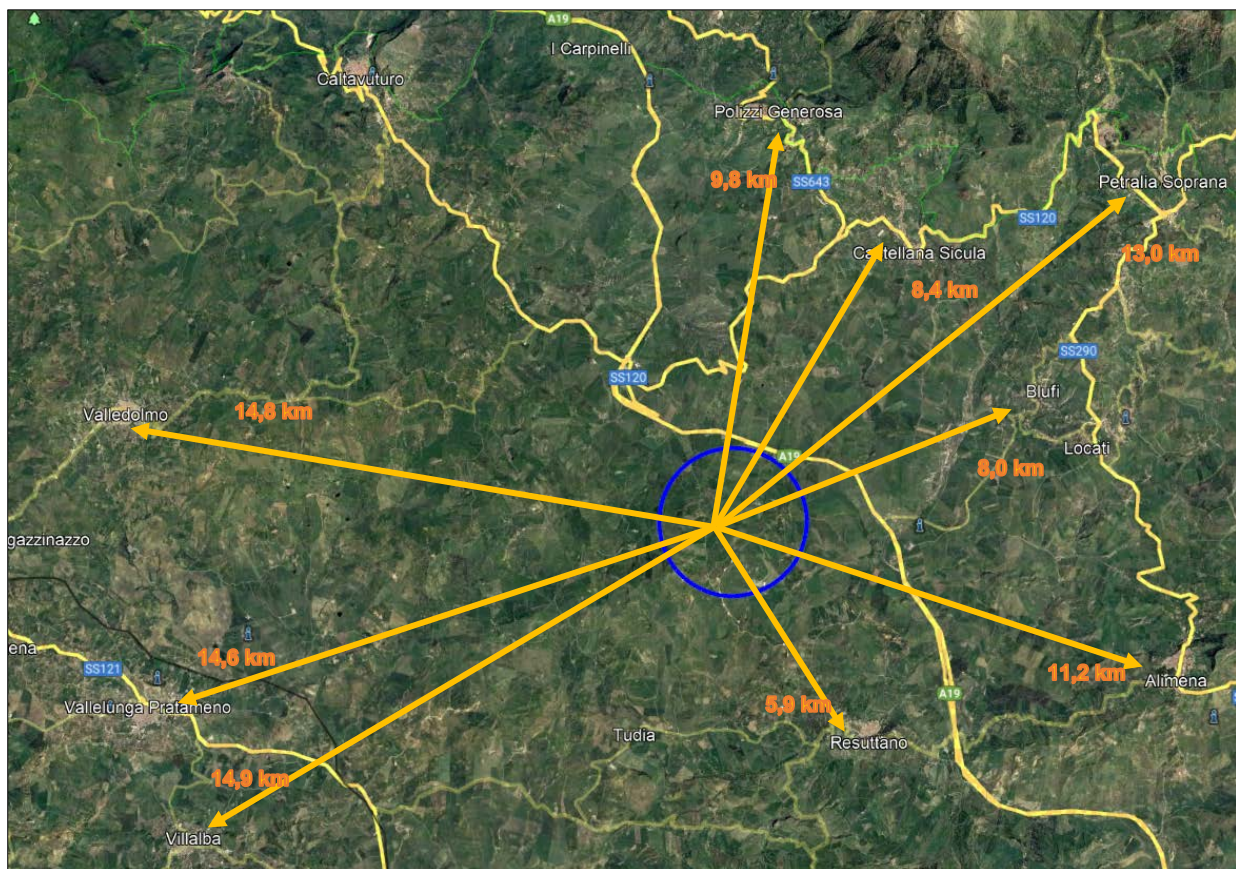 A19
I Carpinelli
Caltavuturo
Polizzi Generosa
9,8 km
SS643
Petralia Soprana
SS120
Castellana Sicula
13,0 km
8,4 km
SS290
SS120
Blufi
Valledolmo
14,6 km
Locati
A19
8,0 km
gazzinazzo
ena
14,6 km
SS121
11,2 km
Alimena
A19
Vallelunga Pratameno
5,9 km
Tudia
Resuttano
14,9 km
Villalba